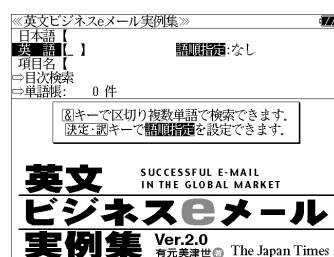 ≪英文ビジネスeメール実例集≫
日本語【
英　語【_ 】 語順指定:なし
項目名【
⇨目次検索
⇨単語帳: 0 件
&キーで区切り複数単語で検索できます。
決定・訳キーで語順指定を設定できます。
英文
SUCCESSFUL E-MAIL
IN THE GLOBAL MARKET
ビジネスeメール
実例集
Ver.2.0
有元美津世著 The Japan Times